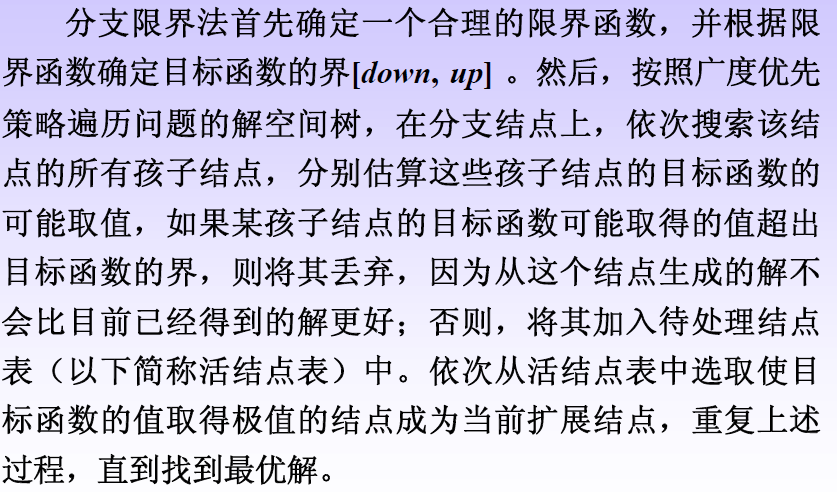 分支限界法首先确定一个合理的限界函数，并根据限
界函数确定目标函数的界[down, up] 。然后，按照广度优先
策略遍历问题的解空间树，在分支结点上，依次搜索该结
点的所有孩子结点，分别估算这些孩子结点的目标函数的
可能取值，如果某孩子结点的目标函数可能取得的值超出
目标函数的界，则将其丢弃，因为从这个结点生成的解不
会比目前已经得到的解更好；否则，将其加入待处理结点
表（以下简称活结点表）中。依次从活结点表中选取使目
标函数的值取得极值的结点成为当前扩展结点，重复上述
过程，直到找到最优解。